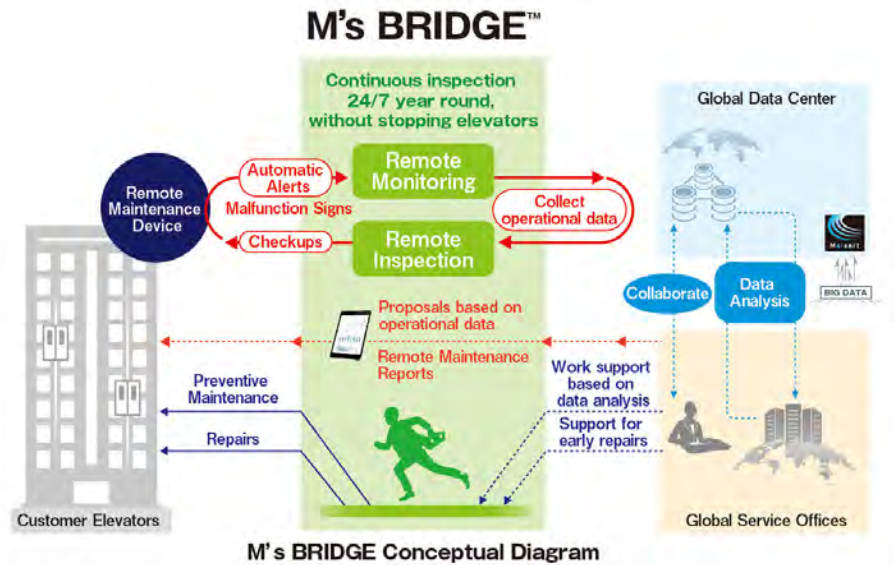 M's BRIDGE™
Continuous inspection
24/7 year round,
without stopping elevators
Global Data Center
Remote
Maintenance
Device
Automatic
Alerts
Malfunction Signs
Checkups
Remote
Monitoring
Remote
Inspection
Collect
operational data
Collaborate
Data
Analysis
BIG DATA
Proposals based on
operational data
Remote Maintenance
Reports
Preventive
Maintenance
Repairs
Work support
based on
data analysis
Support for
early repairs
Customer Elevators
Global Service Offices
M's BRIDGE Conceptual Diagram